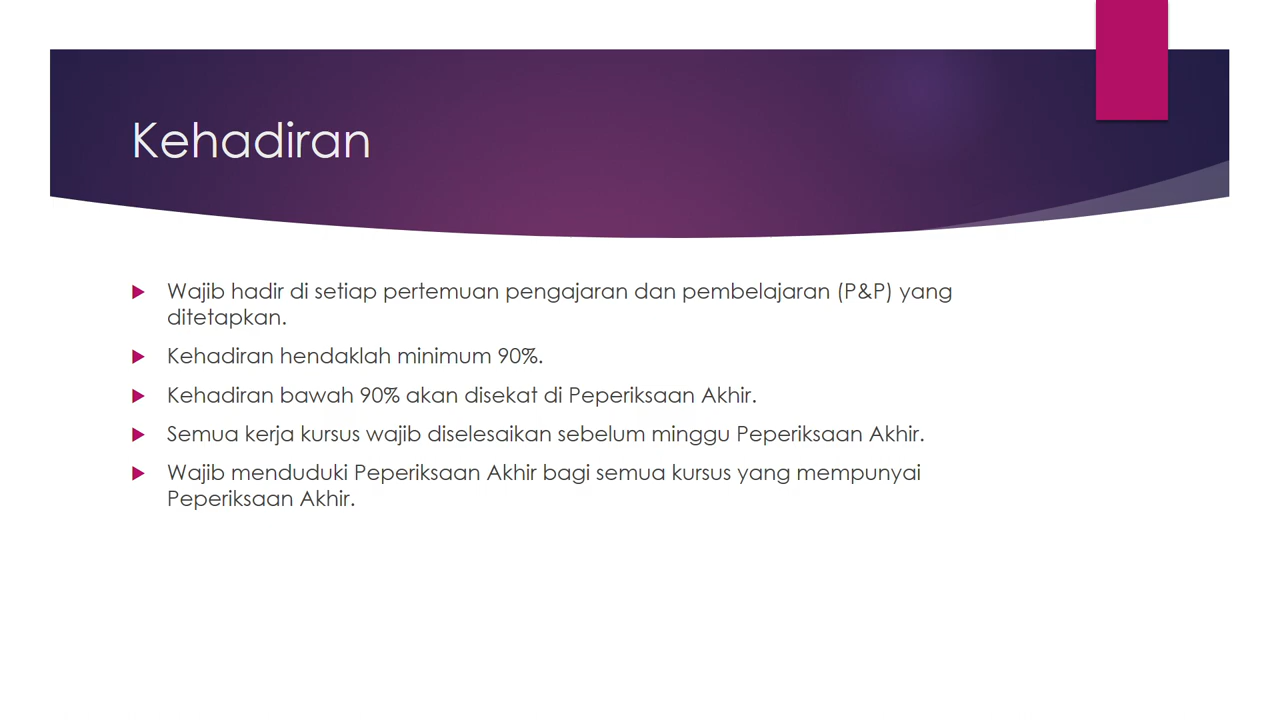 Kehadiran
Wajib hadir di setiap pertemuan pengajaran dan pembelajaran (P&P) yang
ditetapkan.
Kehadiran hendaklah minimum 90%.
Kehadiran bawah 90% akan disekat di Peperiksaan Akhir.
Semua kerja kursus wajib diselesaikan sebelum minggu Peperiksaan Akhir.
Wajib menduduki Peperiksaan Akhir bagi semua kursus yang mempunyai
Peperiksaan Akhir.